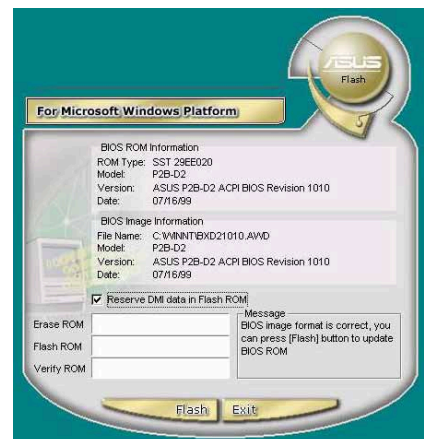 ASUS
Flash
For Microsoft Windows Platform
BIOS ROM Information
ROM Type: SST 29EE020
Model: P2B-D2
Version: ASUS P2B-D2 ACPI BIOS Revision 1010
Date: 07/16/99
BIOS Image Information
File Name: C:\WINNT\BXD21010.AWD
Model: P2B-D2
Version: ASUS P2B-D2 ACPI BIOS Revision 1010
Date: 07/16/99
Reserve DMI data in Flash ROM
Erase ROM
Flash ROM
Verify ROM
Message
BIOS image format is correct, you
can press [Flash] button to update
BIOS ROM
Flash Exit